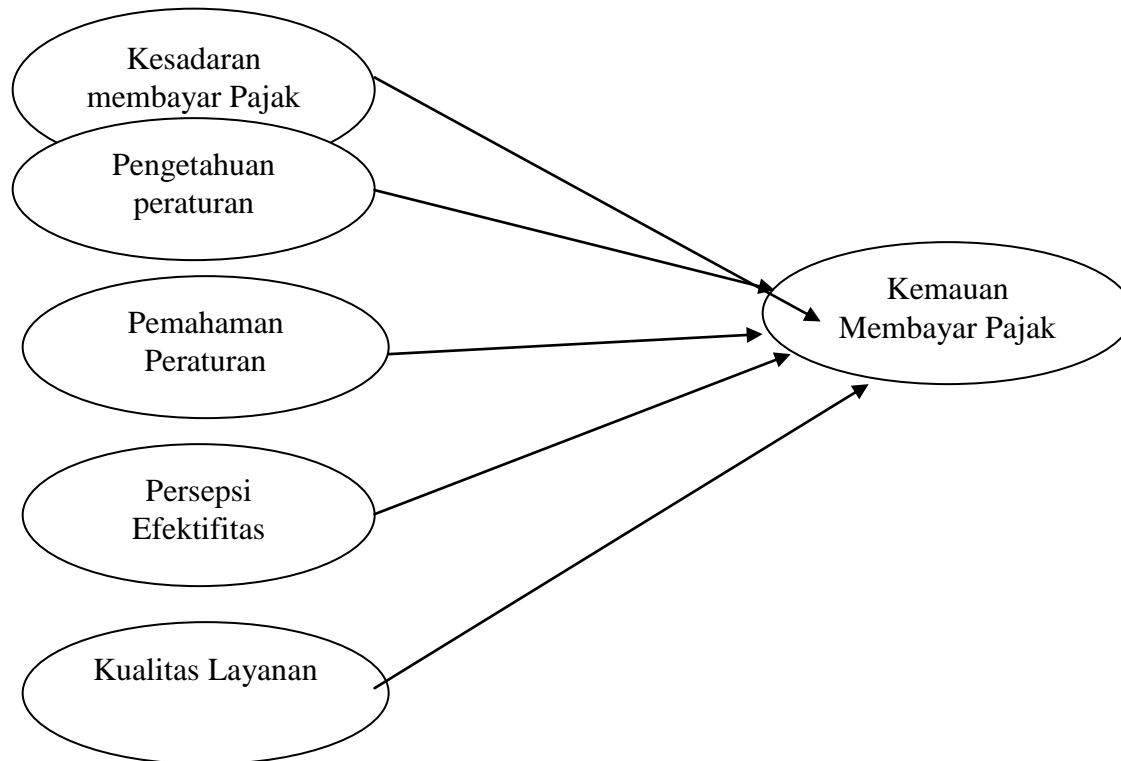 Kesadaran
membayar Pajak
Pengetahuan
peraturan
Pemahaman
Peraturan
Persepsi
Efektifitas
Kualitas Layanan
Kemauan
Membayar Pajak